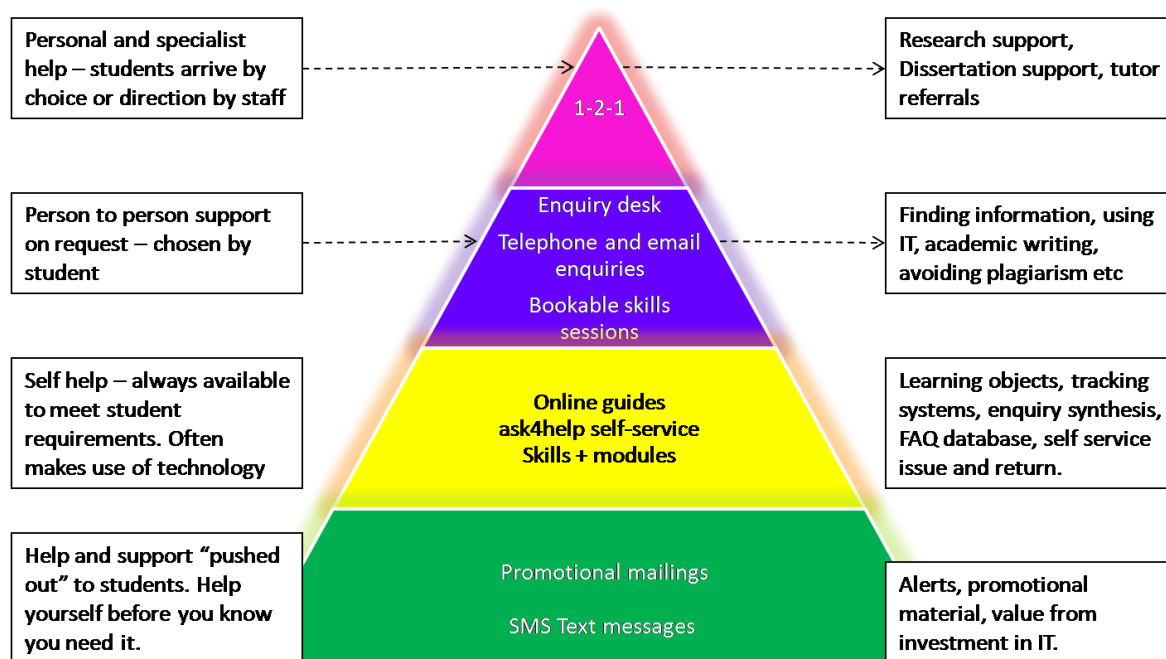 Personal and specialist
help – students arrive by
choice or direction by staff
1-2-1
Research support,
Dissertation support, tutor
referrals
Person to person support
on request – chosen by
student
Enquiry desk
Telephone and email
enquiries
Bookable skills
sessions
Finding information, using
IT, academic writing,
avoiding plagiarism etc
Self help – always available
to meet student
requirements. Often
makes use of technology
Online guides
ask4help self-service
Skills + modules
Learning objects, tracking
systems, enquiry synthesis,
FAQ database, self service
issue and return.
Help and support “pushed
out” to students. Help
yourself before you know
you need it.
Promotional mailings
SMS Text messages
Alerts, promotional
material, value from
investment in IT.